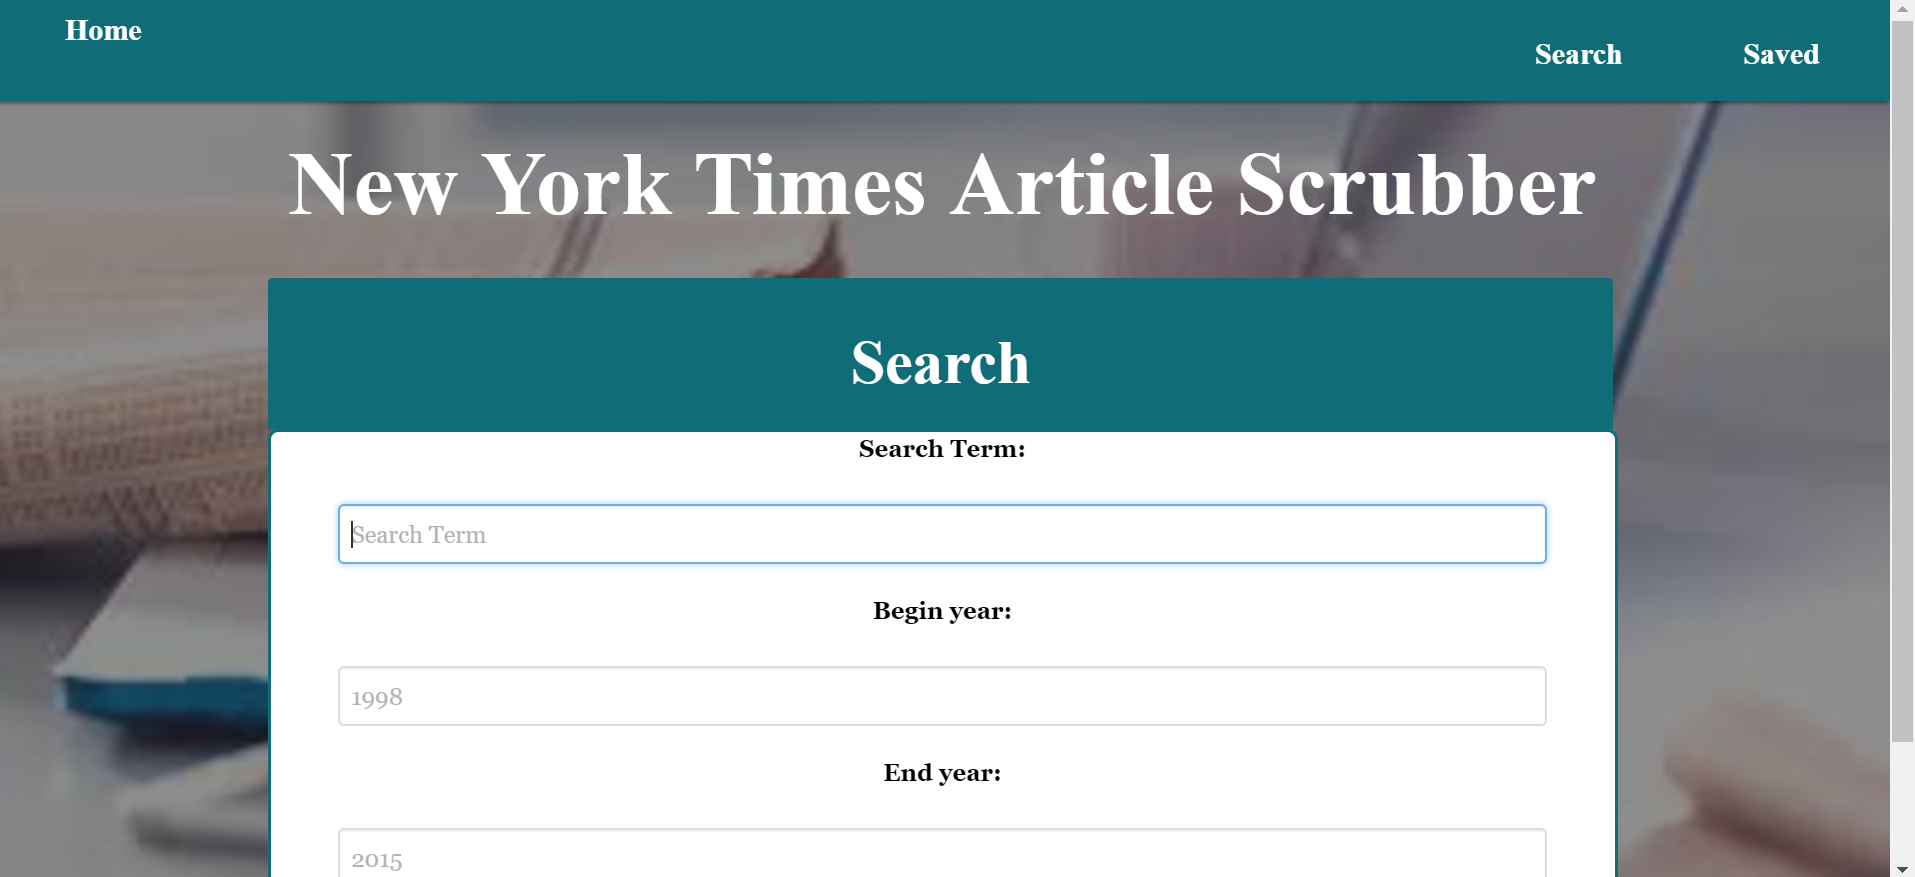 Home
Search
Saved
New York Times Article Scrubber
Search
Search Term:
Search Term
Begin year:
1998
End year:
2015